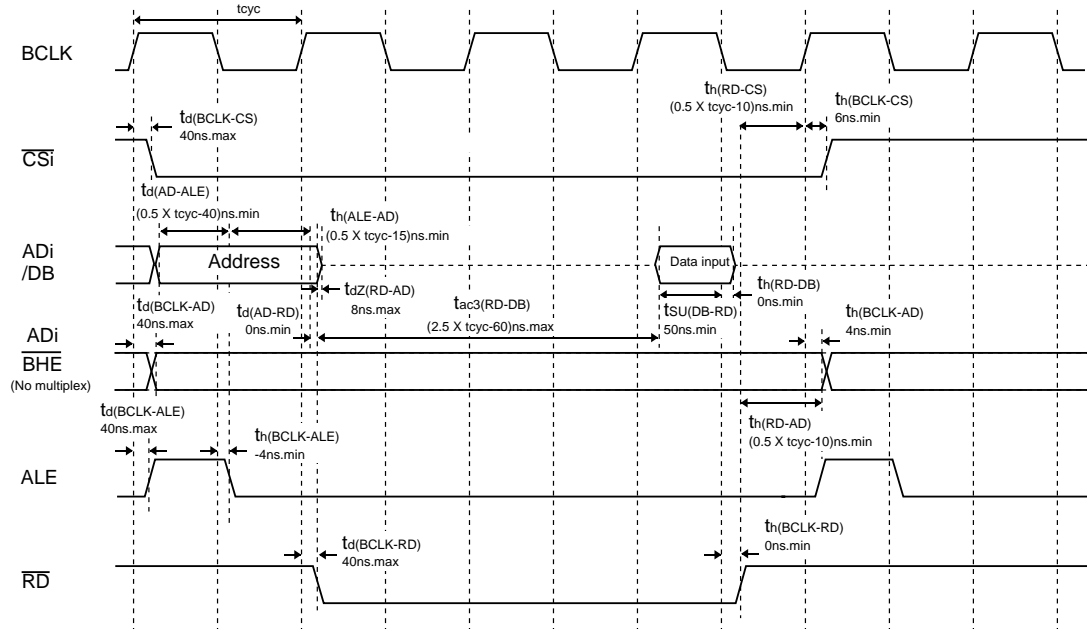 tcyc
BCLK
td(BCLK-CS)
40ns.max
th(RD-CS)
(0.5 X tcyc-10)ns.min
th(BCLK-CS)
6ns.min
CSi
td(AD-ALE)
(0.5 X tcyc-40)ns.min
th(ALE-AD)
(0.5 X tcyc-15)ns.min
ADi
/DB
Address
Data input
td(BCLK-AD)
40ns.max
td(AD-RD)
0ns.min
tdZ(RD-AD)
8ns.max
tac3(RD-DB)
(2.5 X tcyc-60)ns.max
tSU(DB-RD)
50ns.min
th(RD-DB)
0ns.min
th(BCLK-AD)
4ns.min
ADi
BHE
(No multiplex)
td(BCLK-ALE)
40ns.max
th(BCLK-ALE)
-4ns.min
th(RD-AD)
(0.5 X tcyc-10)ns.min
ALE
td(BCLK-RD)
40ns.max
th(BCLK-RD)
0ns.min
RD